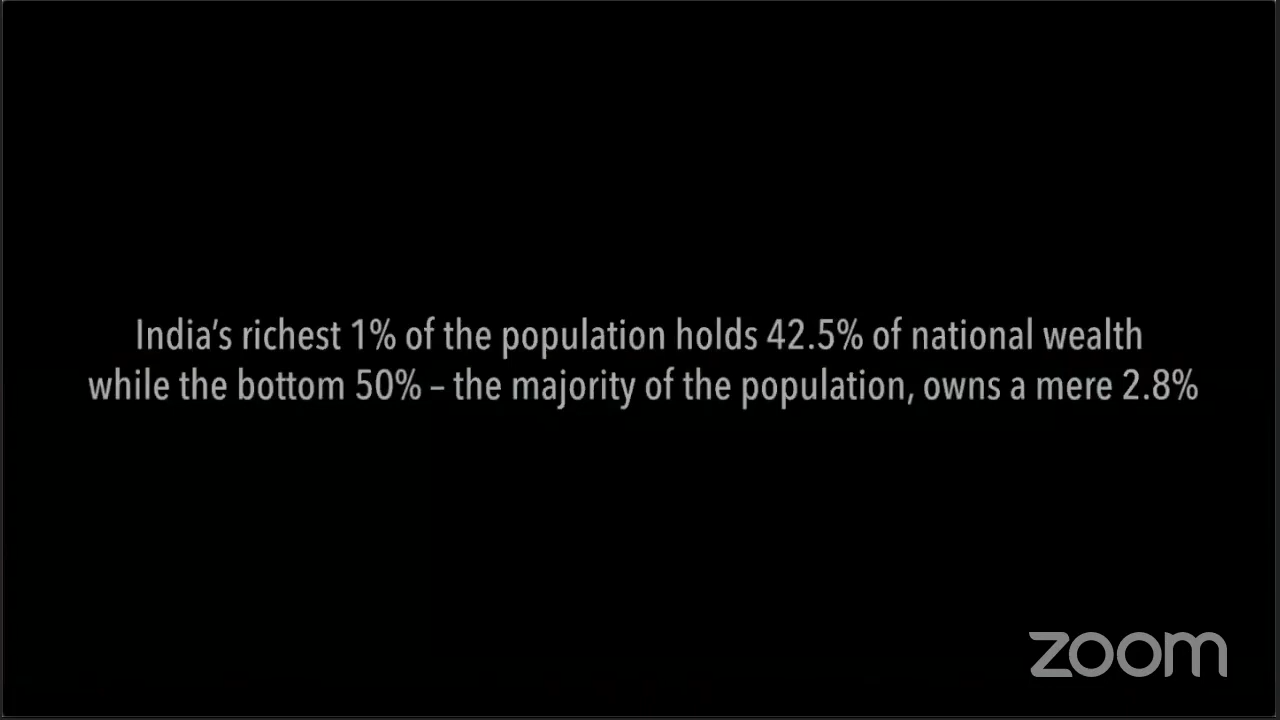 India’s richest 1% of the population holds 42.5% of national wealth
while the bottom 50% – the majority of the population, owns a mere 2.8%
zoom